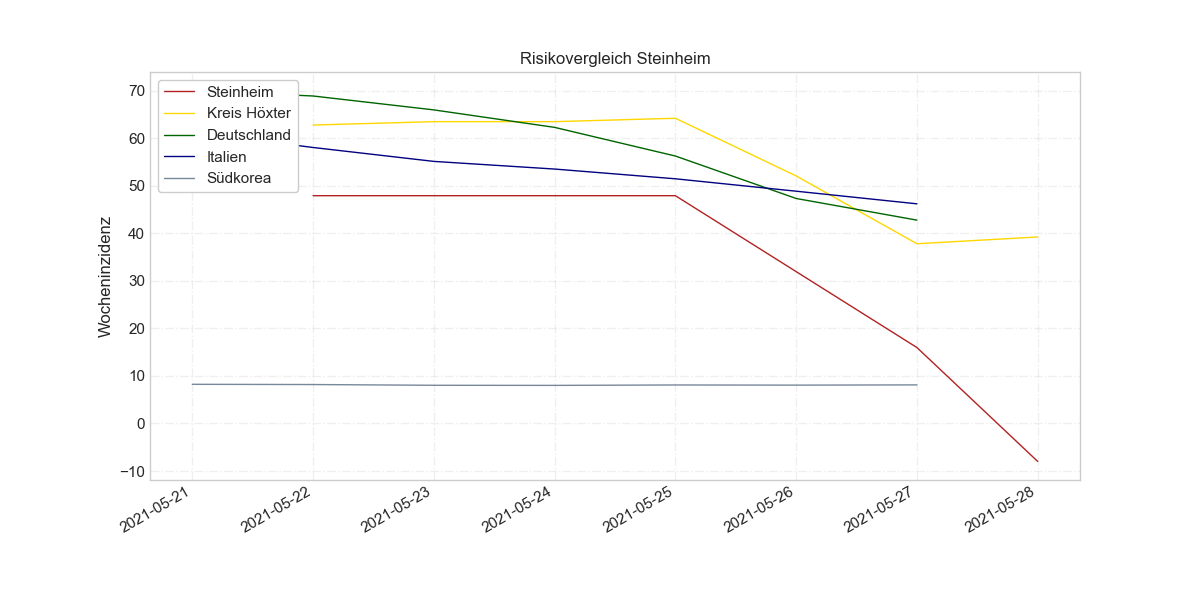 Risikovergleich Steinheim
Steinheim
Kreis Höxter
Deutschland
Italien
Südkorea
Wocheninzidenz
70
60
50
40
30
20
10
0
−10
2021-05-21
2021-05-22
2021-05-23
2021-05-24
2021-05-25
2021-05-26
2021-05-27
2021-05-28